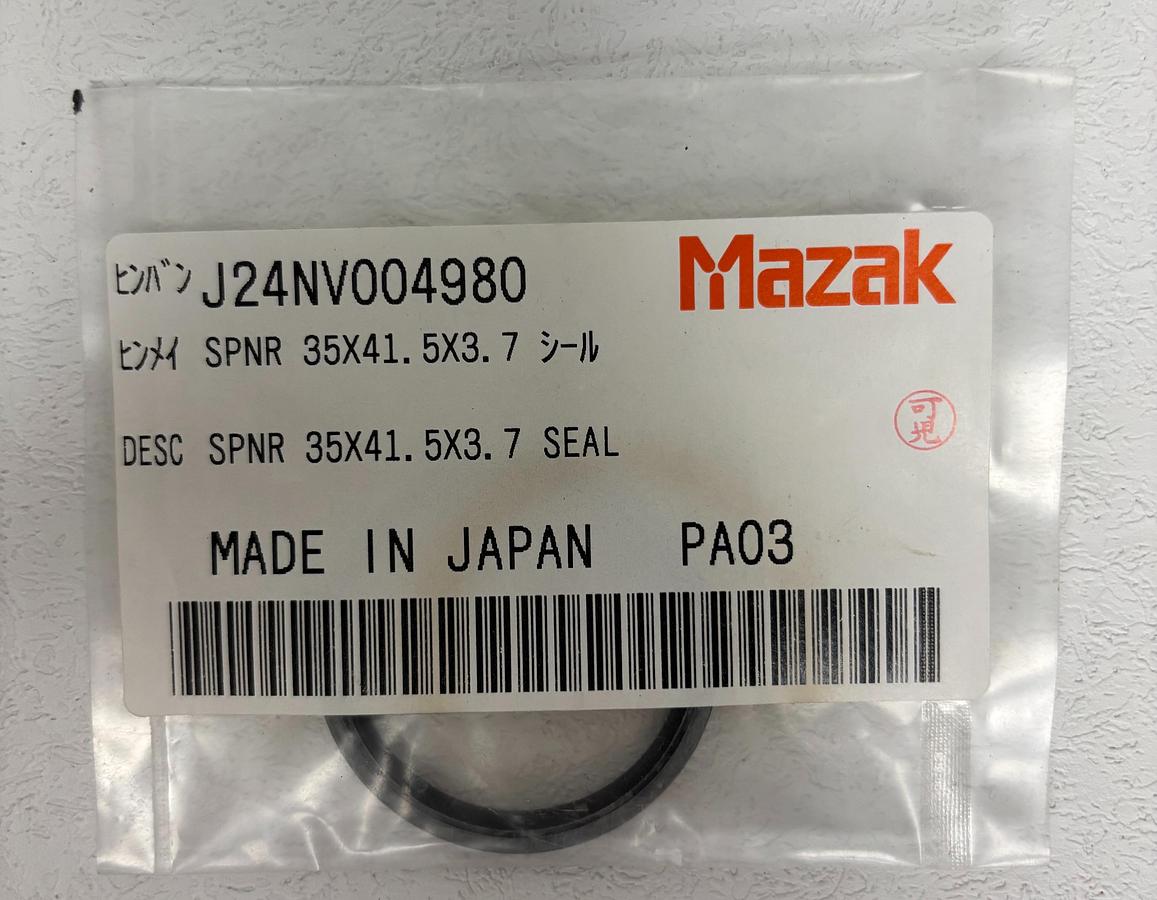 ﾋﾝﾊﾞﾝ J24NV004980
Mazak
ﾋﾝﾒｲ SPNR 35X41.5X3.7 ｼｰﾙ
可児
DESC SPNR 35X41.5X3.7 SEAL
MADE IN JAPAN PA03